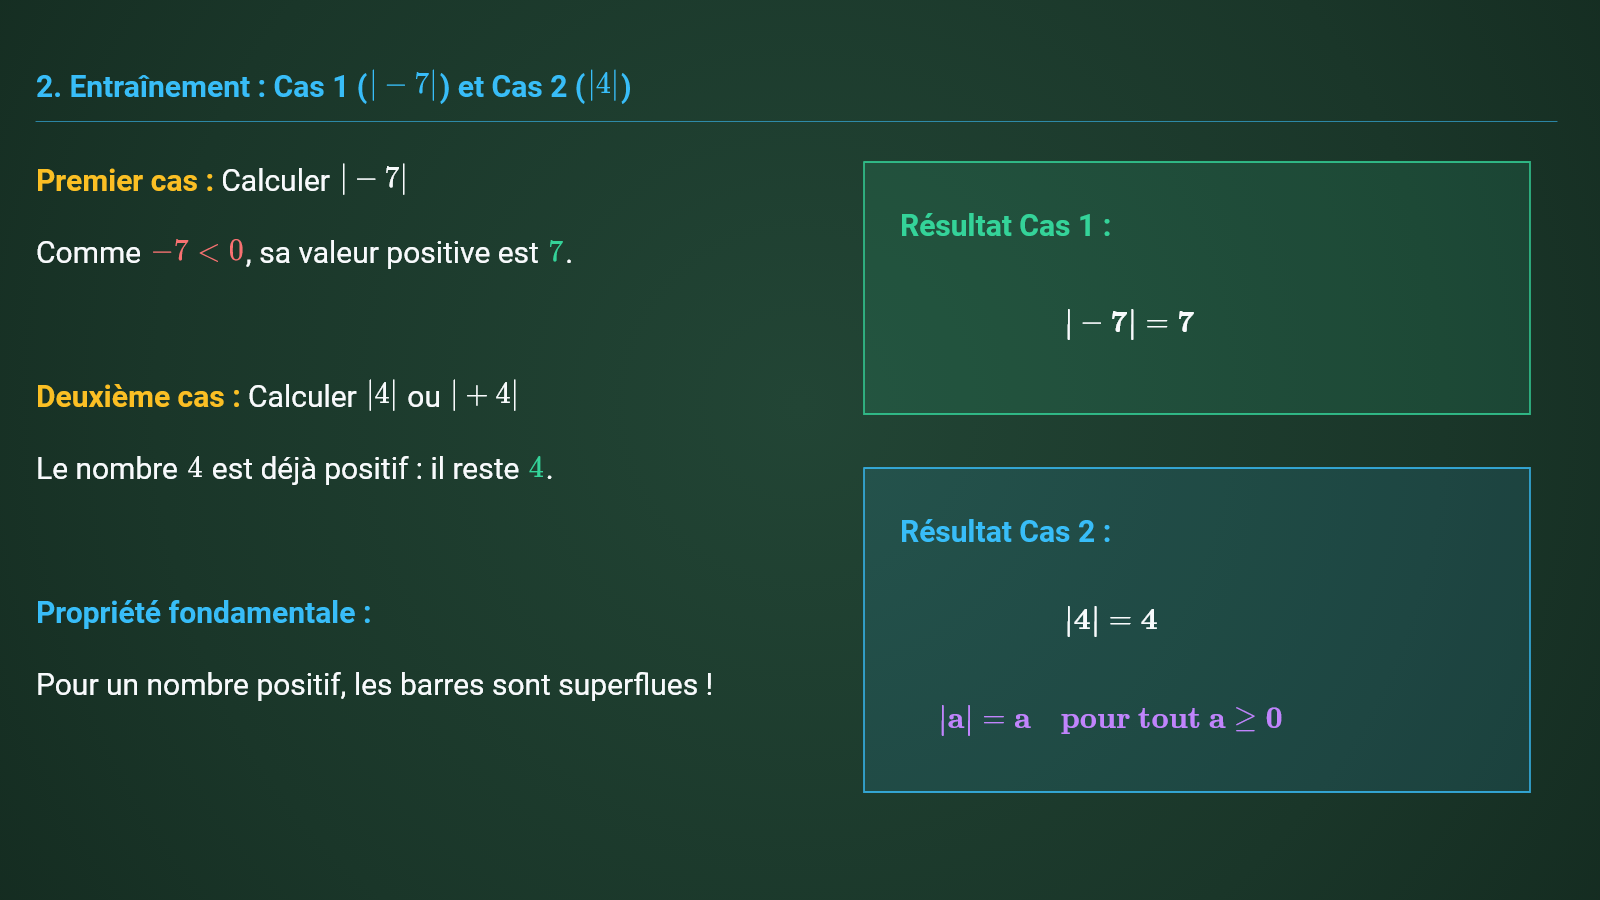 2. Entraînement : Cas 1 (|−7|) et Cas 2 (|4|)
Premier cas : Calculer |−7|
Comme −7 < 0, sa valeur positive est 7.
Deuxième cas : Calculer |4| ou |+4|
Le nombre 4 est déjà positif : il reste 4.
Propriété fondamentale :
Pour un nombre positif, les barres sont superflues !
Résultat Cas 1 :
|−7| = 7
Résultat Cas 2 :
|4| = 4
|a| = a pour tout a ≥ 0